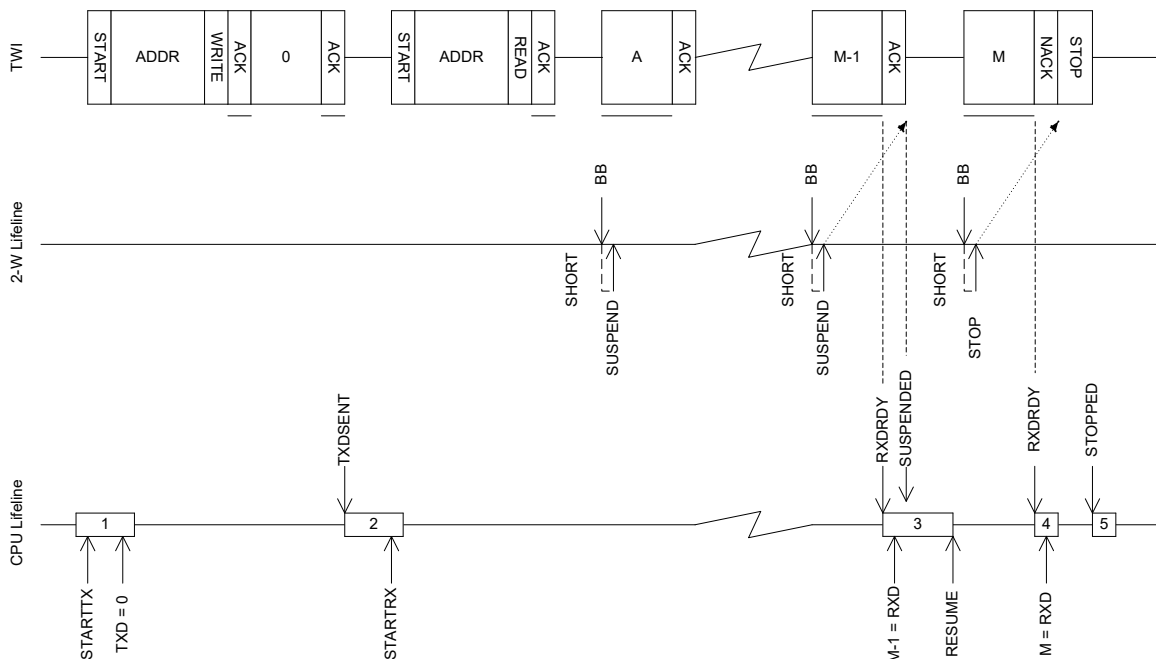 TWI
START
ADDR
WRITE
ACK
0
ACK
START
ADDR
READ
ACK
A
ACK
M-1
ACK
M
NACK
STOP
2-W Lifeline
BB
SHORT
SUSPEND
BB
SHORT
SUSPEND
BB
SHORT
STOP
CPU Lifeline
TXDSENT
RXDRDY
SUSPENDED
RXDRDY
STOPPED
1
2
3
4
5
STARTTX
TXD = 0
STARTRX
M-1 = RXD
RESUME
M = RXD